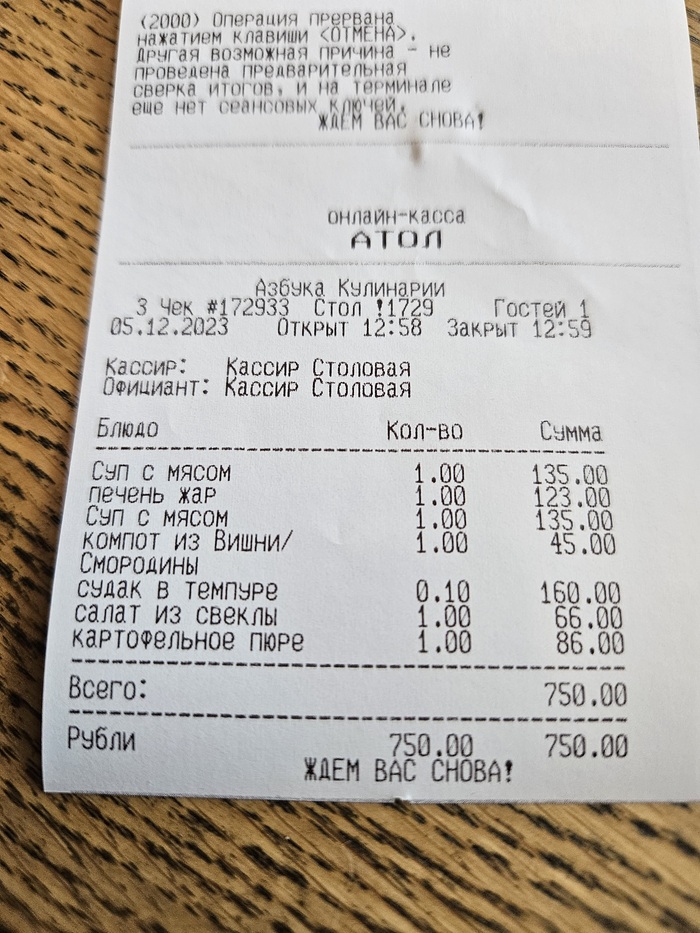 (2000) Операция прервана
нажатием клавиши <ОТМЕНА>.
Другая возможная причина - не
проведена предварительная
сверка итогов, и на терминале
еще нет сеансовых ключей.
ЖДЕМ ВАС СНОВА!
ОНЛАЙН-КАССА
АТОЛ
Азбука Кулинарии
3 Чек #172933 Стол !1729 Гостей 1
05.12.2023 Открыт 12:58 Закрыт 12:59
Кассир: Кассир Столовая
Официант: Кассир Столовая
Блюдо Кол-во Сумма
Суп с мясом 1.00 135.00
печень жар 1.00 123.00
Суп с мясом 1.00 135.00
компот из Вишни/ 1.00 45.00
Смородины
судак в темпуре 0.10 160.00
салат из свеклы 1.00 66.00
картофельное пюре 1.00 86.00
Всего: 750.00
Рубли 750.00 750.00
ЖДЕМ ВАС СНОВА!